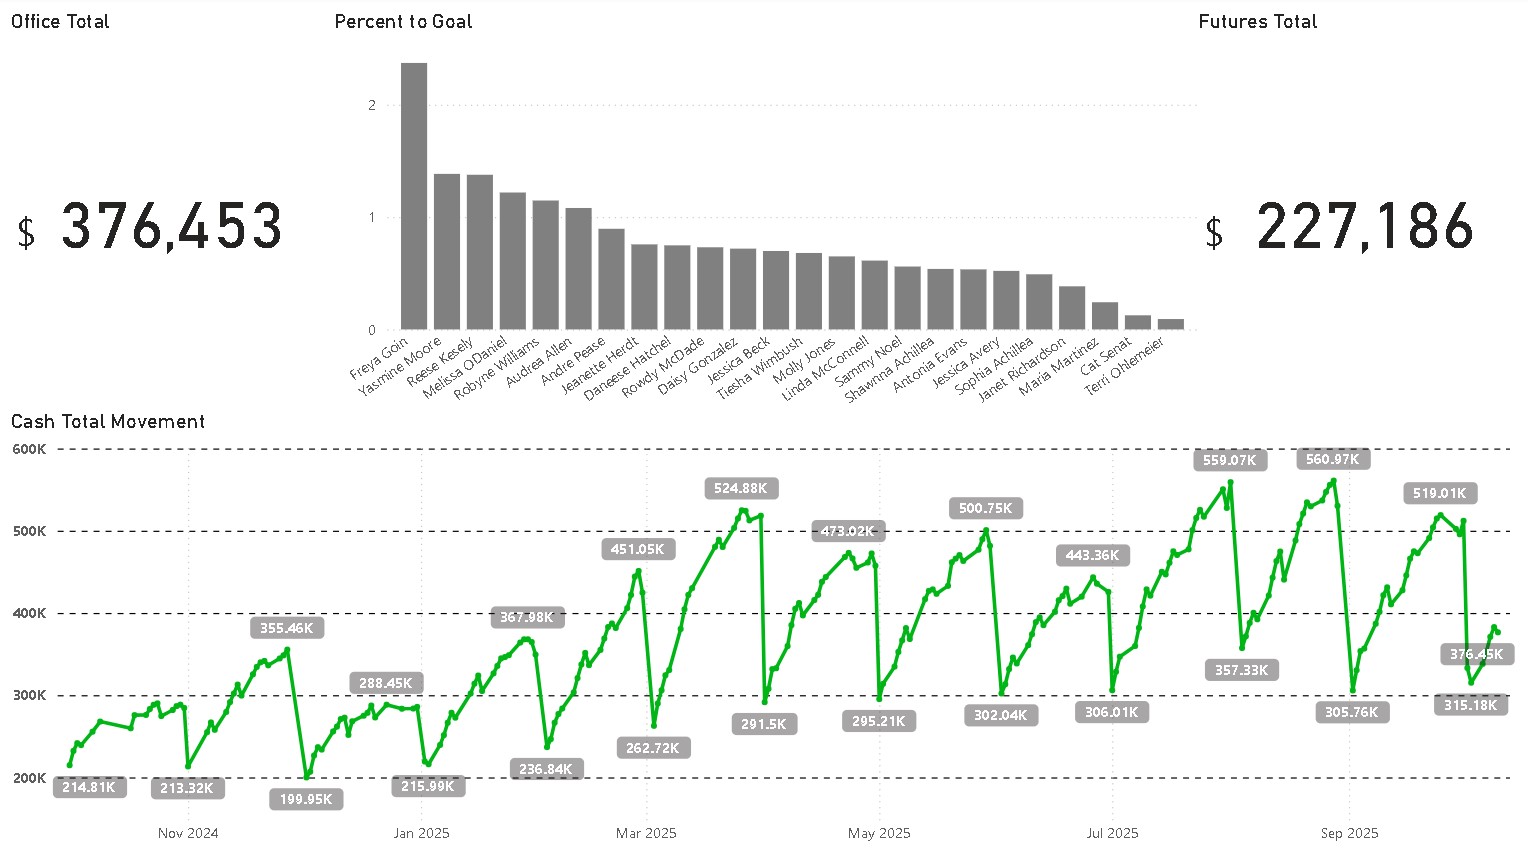 Office Total
Percent to Goal
Futures Total
2
1
0
$ 376,453
$ 227,186
Freya Goin
Yasmine Moore
Reese Kesely
Melissa ODaniel
Robyne Williams
Audrea Allen
Andre Pease
Jeanette Herdt
Daneese Hatchel
Rowdy McDade
Daisy Gonzalez
Jessica Beck
Tiesha Wimbush
Molly Jones
Linda McConnell
Sammy Noel
Shawnna Achillea
Antonia Evans
Jessica Avery
Sophia Achillea
Janet Richardson
Maria Martinez
Cat Senat
Terri Ohlemeier
Cash Total Movement
600K
500K
400K
300K
200K
214.81K
213.32K
355.46K
199.95K
288.45K
215.99K
367.98K
236.84K
451.05K
262.72K
524.88K
291.5K
473.02K
295.21K
500.75K
302.04K
443.36K
306.01K
559.07K
357.33K
560.97K
305.76K
519.01K
376.45K
315.18K
Nov 2024
Jan 2025
Mar 2025
May 2025
Jul 2025
Sep 2025